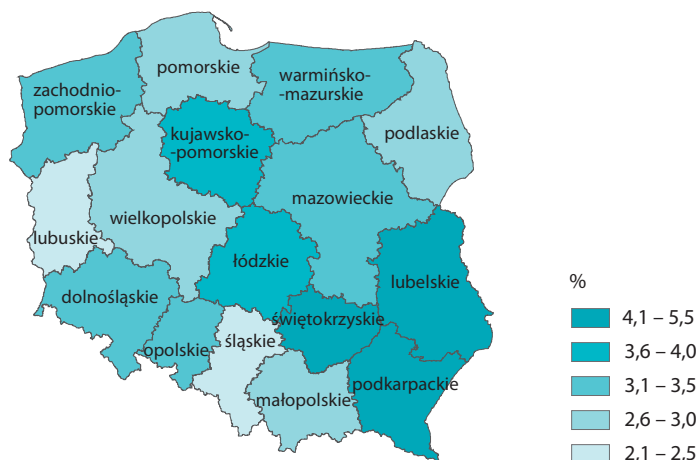 pomorskie
zachodnio-
-pomorskie
warmińsko-
-mazurskie
kujawsko-
-pomorskie
podlaskie
mazowieckie
wielkopolskie
lubuskie
łódzkie
lubelskie
dolnośląskie
świętokrzyskie
opolskie
śląskie
podkarpackie
małopolskie
%
4,1 – 5,5
3,6 – 4,0
3,1 – 3,5
2,6 – 3,0
2,1 – 2,5